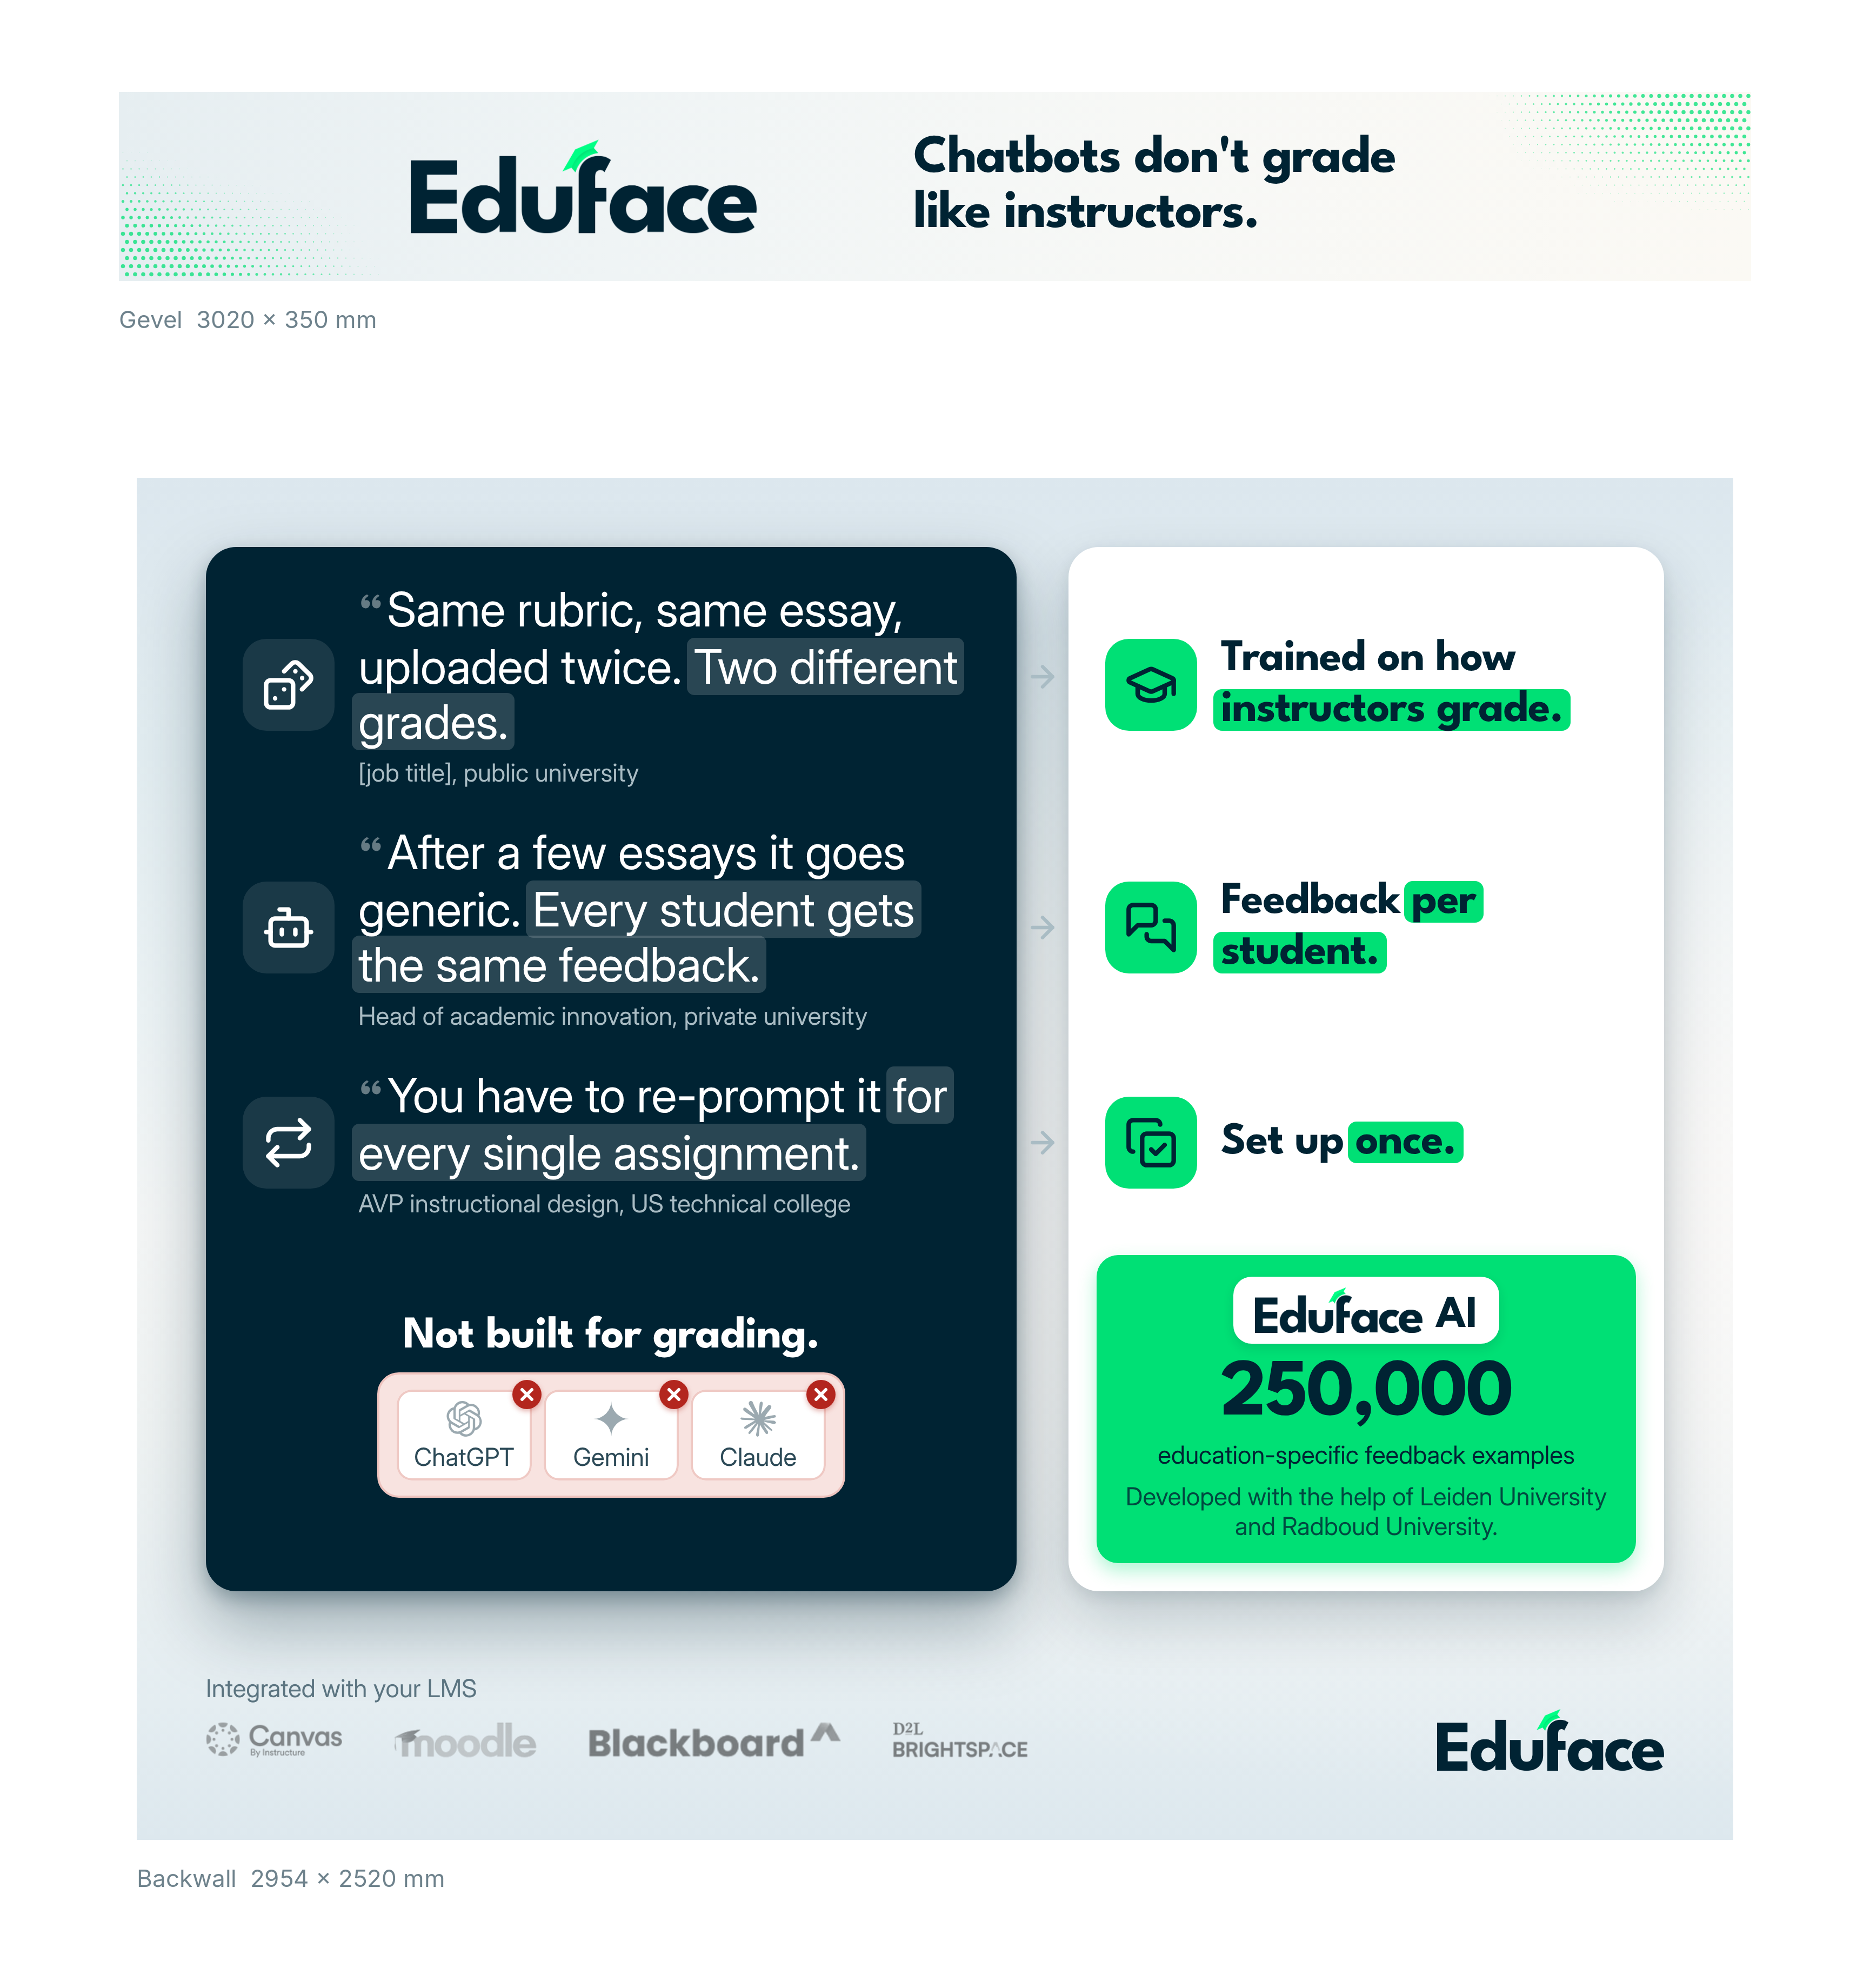 Eduface
Chatbots don't grade
like instructors.
Gevel 3020 × 350 mm
“Same rubric, same essay,
uploaded twice. Two different
grades.
[job title], public university
“After a few essays it goes
generic. Every student gets
the same feedback.
Head of academic innovation, private university
“You have to re-prompt it for
every single assignment.
AVP instructional design, US technical college
Not built for grading.
ChatGPT
Gemini
Claude
Trained on how
instructors grade.
Feedback per
student.
Set up once.
Eduface AI
250,000
education-specific feedback examples
Developed with the help of Leiden University
and Radboud University.
Integrated with your LMS
Canvas
By Instructure
moodle
Blackboard
D2L
BRIGHTSPACE
Eduface
Backwall 2954 × 2520 mm